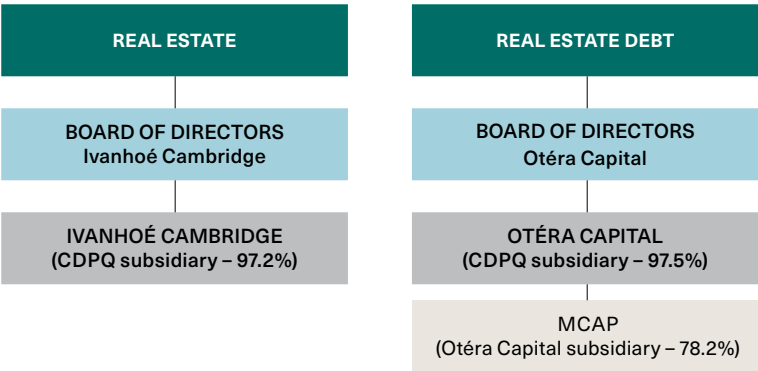 REAL ESTATE
BOARD OF DIRECTORS
Ivanhoé Cambridge
IVANHOÉ CAMBRIDGE
(CDPQ subsidiary – 97.2%)
REAL ESTATE DEBT
BOARD OF DIRECTORS
Otéra Capital
OTÉRA CAPITAL
(CDPQ subsidiary – 97.5%)
MCAP
(Otéra Capital subsidiary – 78.2%)